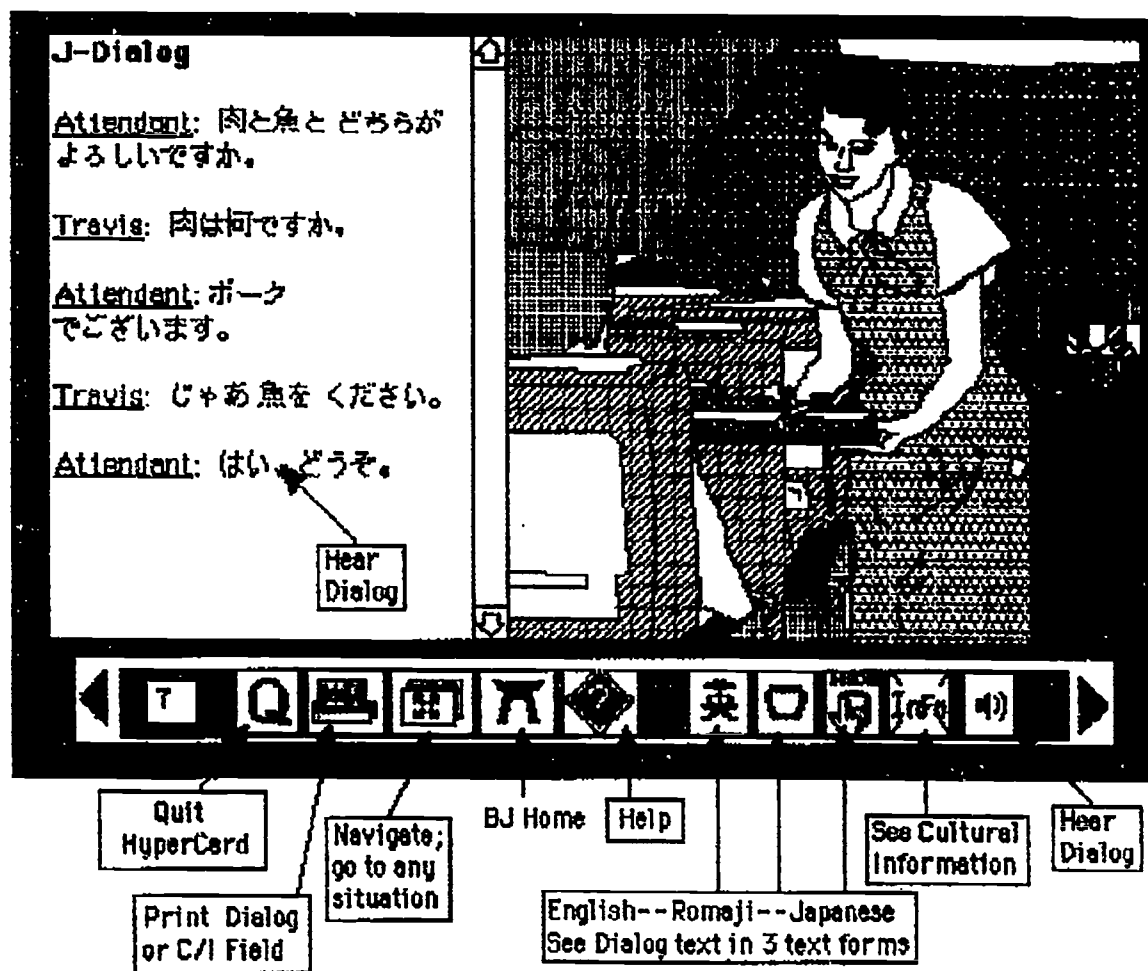 J-Dialog
Attendant: 肉と魚と どちらが
よろしいですか。
Travis: 肉は何ですか。
Attendant: ポーク
でございます。
Travis: じゃあ 魚を ください。
Attendant: はい、どうぞ。
Hear
Dialog
7
Q
?
英
Info
Quit
HyperCard
Print Dialog
or C/I Field
Navigate;
go to any
situation
BJ Home
Help
English--Romaji--Japanese
See Dialog text in 3 text forms
See Cultural
Information
Hear
Dialog